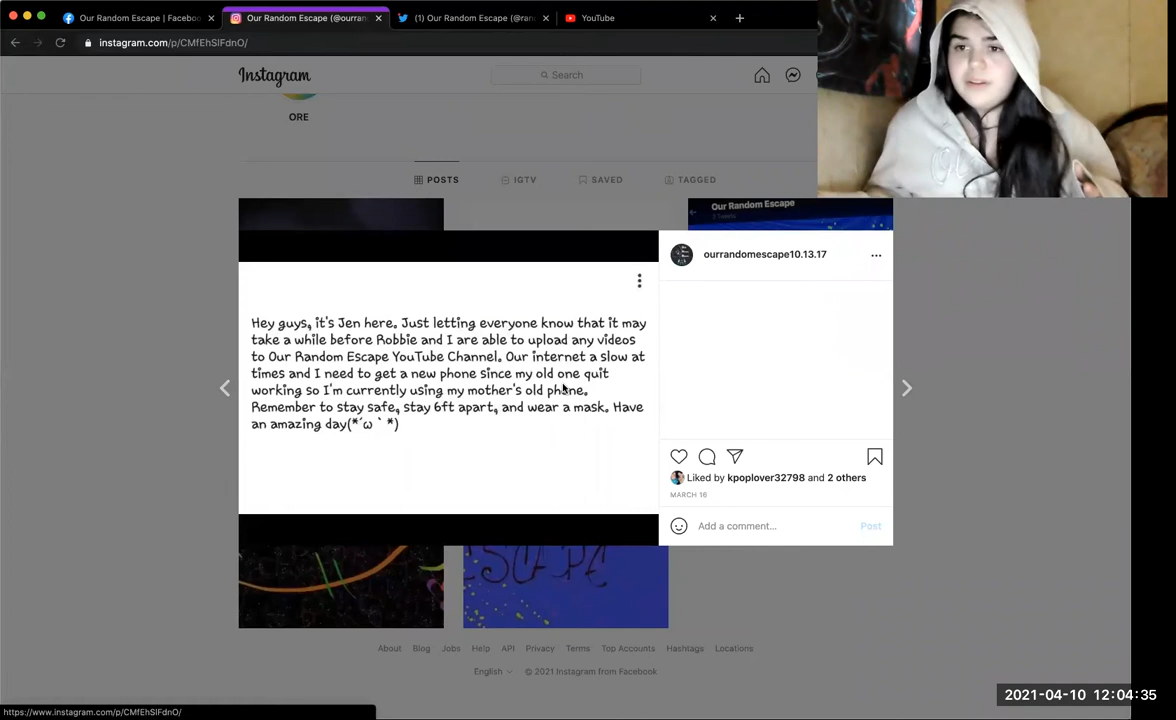 Our Random Escape | Faceboo
Our Random Escape (@ourran
(1) Our Random Escape (@ran
YouTube
instagram.com/p/CMfEhSlFdnO/
Instagram
Search
ORE
POSTS
IGTV
SAVED
TAGGED
Our Random Escape
2 Tweets
ourrandomescape10.13.17
Hey guys, it's Jen here. Just letting everyone know that it may
take a while before Robbie and I are able to upload any videos
to Our Random Escape YouTube Channel. Our internet a slow at
times and I need to get a new phone since my old one quit
working so I'm currently using my mother's old phone.
Remember to stay safe, stay 6ft apart, and wear a mask. Have
an amazing day(*´ω｀*)
Liked by kpoplover32798 and 2 others
MARCH 16
Add a comment...
Post
ESCAPE
About Blog Jobs Help API Privacy Terms Top Accounts Hashtags Locations
English © 2021 Instagram from Facebook
2021-04-10 12:04:35
https://www.instagram.com/p/CMfEhSlFdnO/